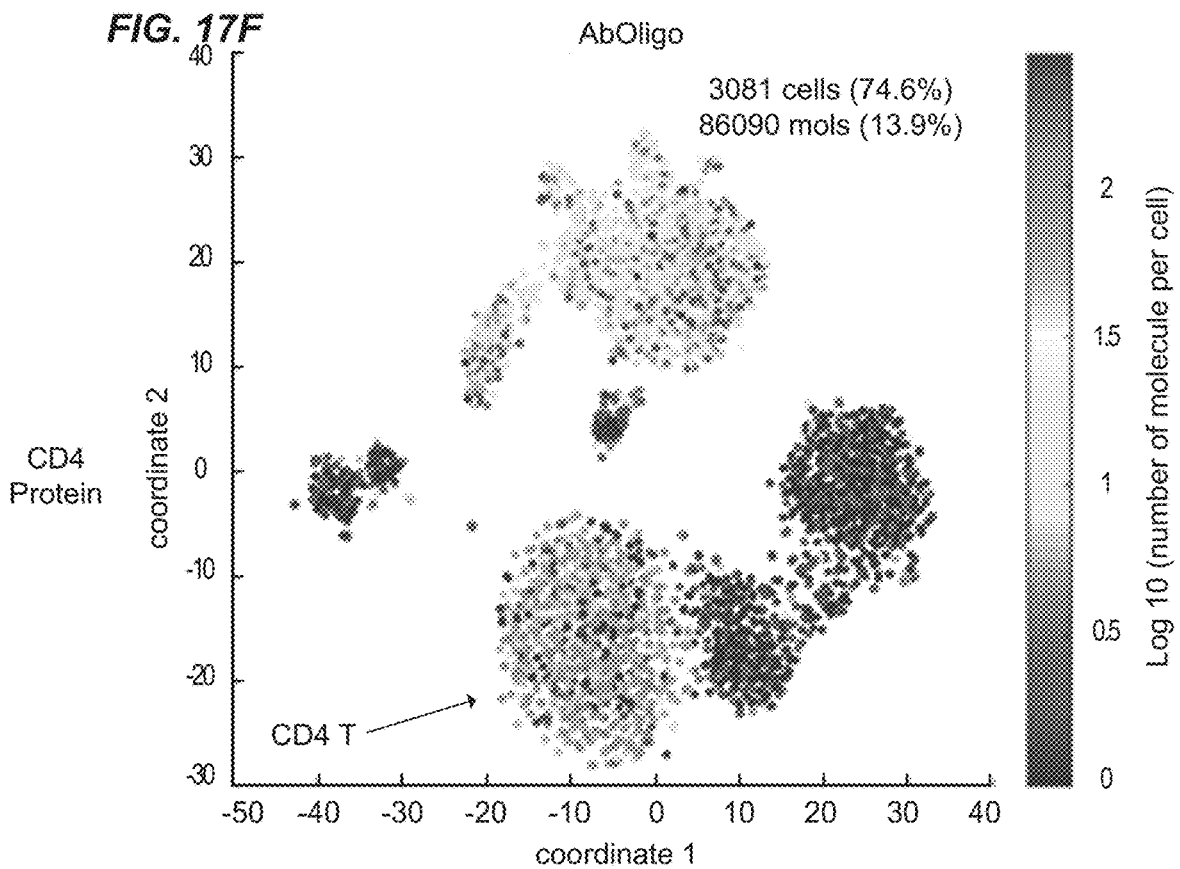 FIG. 17F
AbOligo
3081 cells (74.6%)
86090 mols (13.9%)
40
30
20
10
0
-10
-20
-30
coordinate 2
CD4
Protein
CD4 T
-50
-40
-30
-20
-10
0
10
20
30
40
coordinate 1
2
1.5
1
0.5
0
Log 10 (number of molecule per cell)